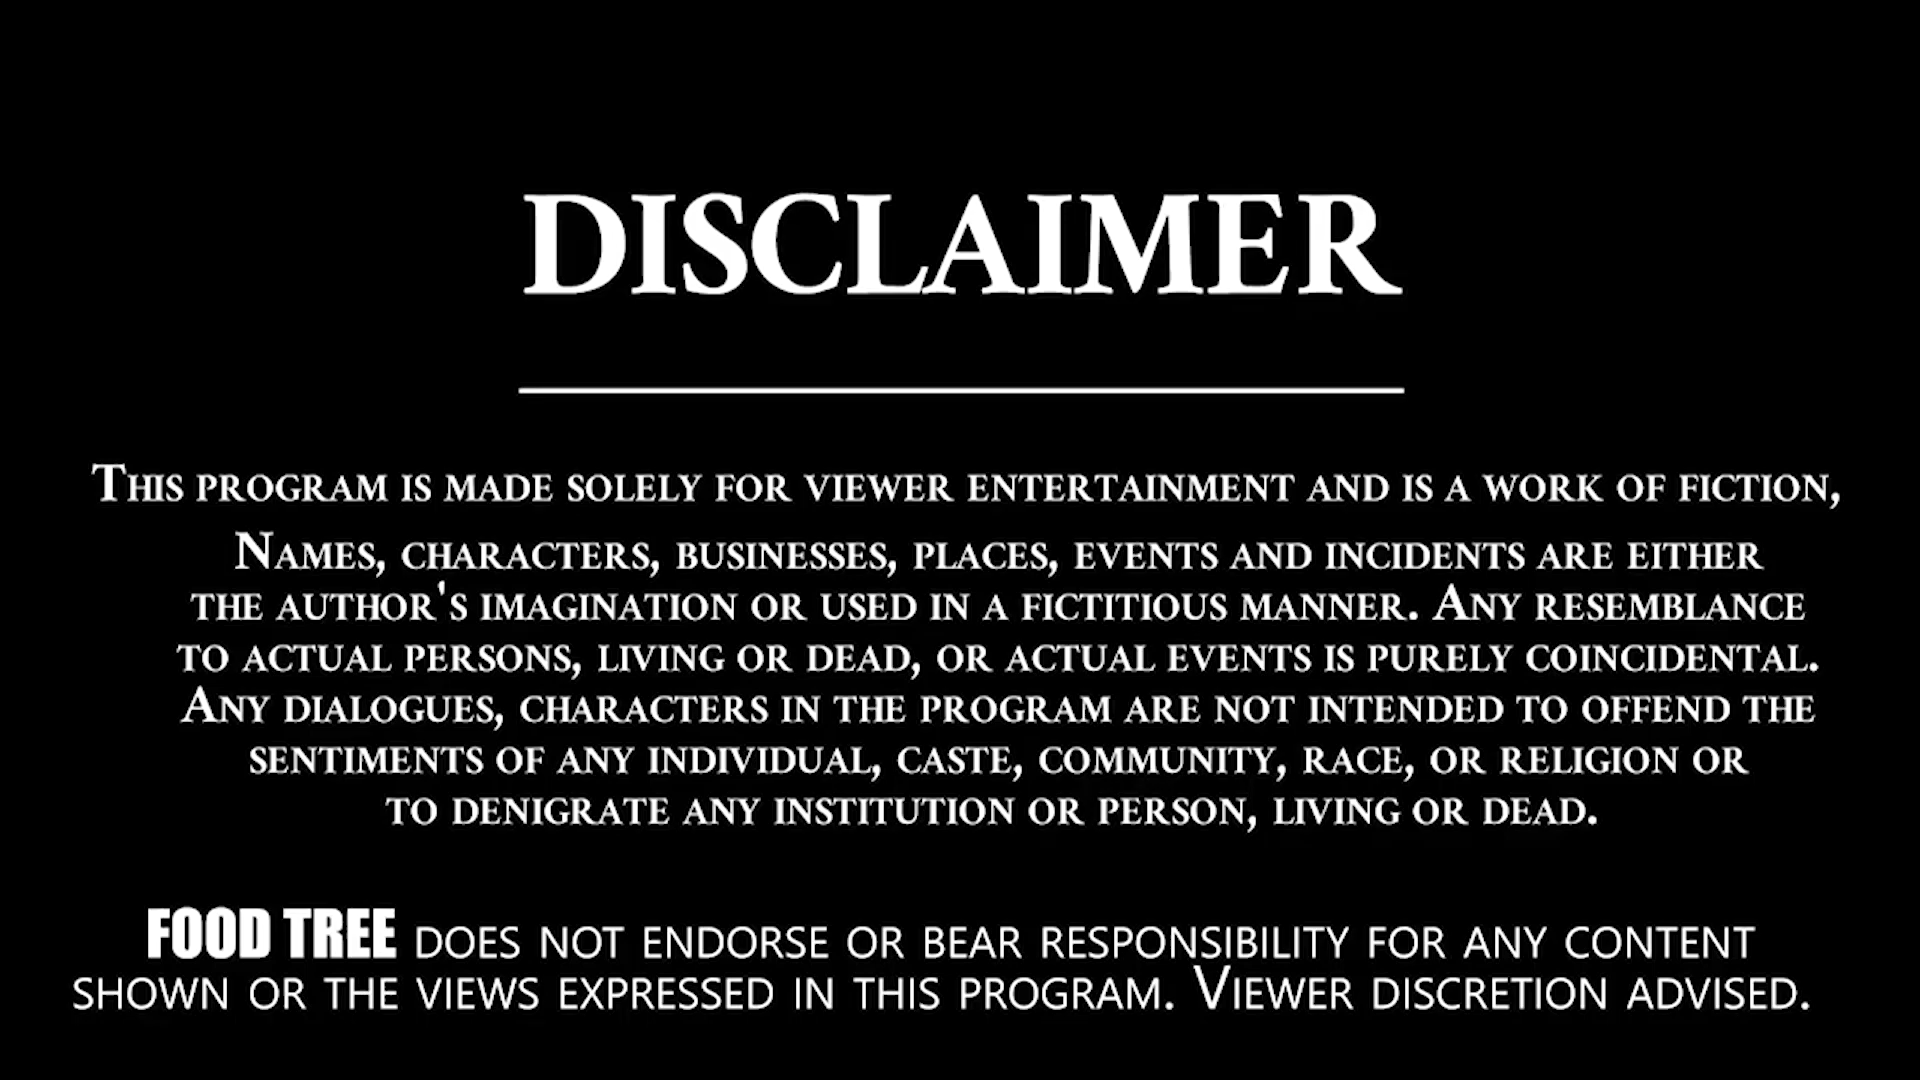 DISCLAIMER
This program is made solely for viewer entertainment and is a work of fiction,
Names, characters, businesses, places, events and incidents are either
the author's imagination or used in a fictitious manner. Any resemblance
to actual persons, living or dead, or actual events is purely coincidental.
Any dialogues, characters in the program are not intended to offend the
sentiments of any individual, caste, community, race, or religion or
to denigrate any institution or person, living or dead.
FOOD TREE does not endorse or bear responsibility for any content
shown or the views expressed in this program. Viewer discretion advised.